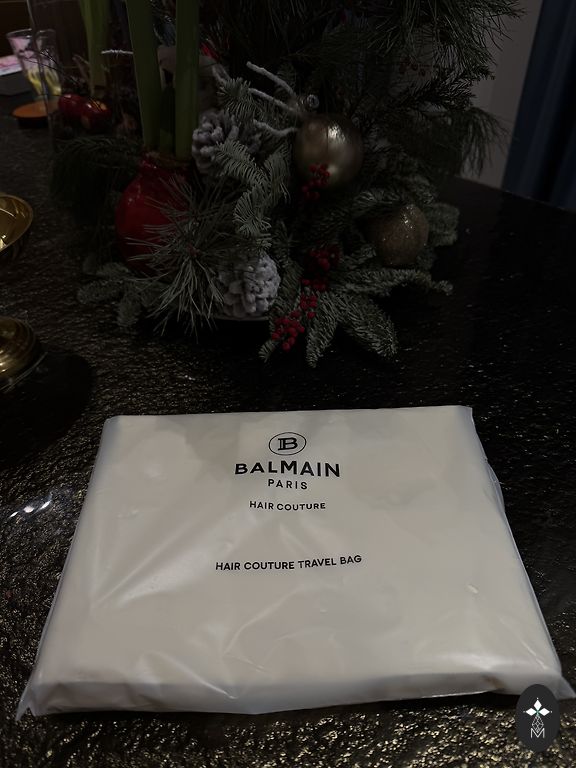 B
BALMAIN
PARIS
HAIR COUTURE
HAIR COUTURE TRAVEL BAG
M